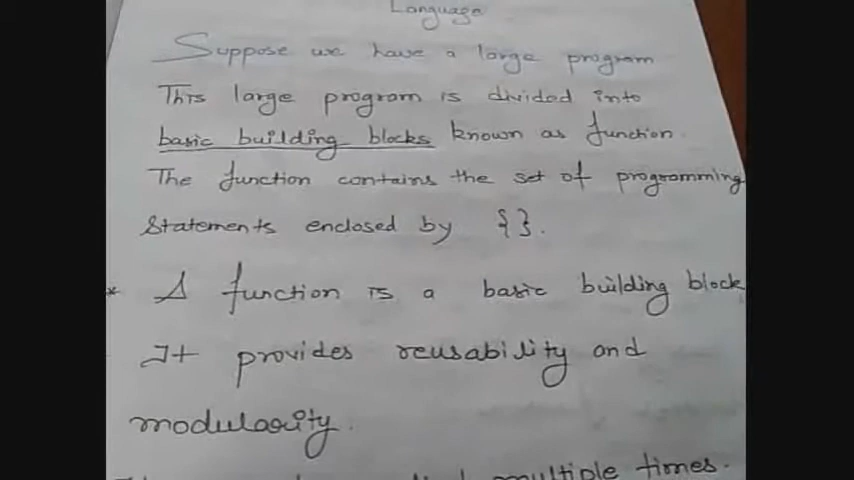 Language
Suppose we have a large program
This large program is divided into
basic building blocks known as function.
The function contains the set of programming
Statements enclosed by {}.
* A function is a basic building block
It provides reusability and
modularity.
multiple times.